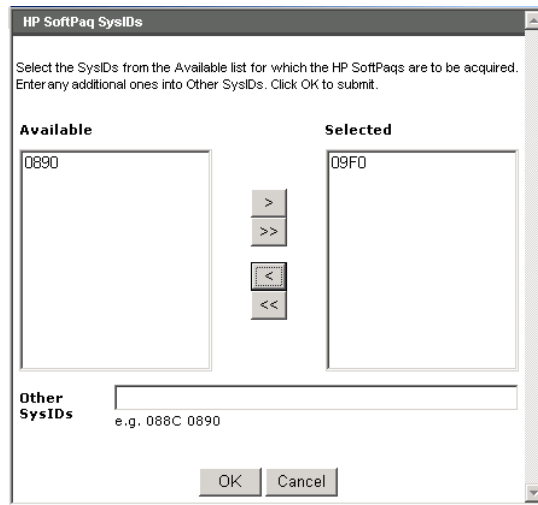 HP SoftPaq SysIDs
Select the SysIDs from the Available list for which the HP SoftPaqs are to be acquired.
Enter any additional ones into Other SysIDs. Click OK to submit.
Available
Selected
0890
09F0
>
>>
<
<<
Other
SysIDs
e.g. 088C 0890
OK
Cancel